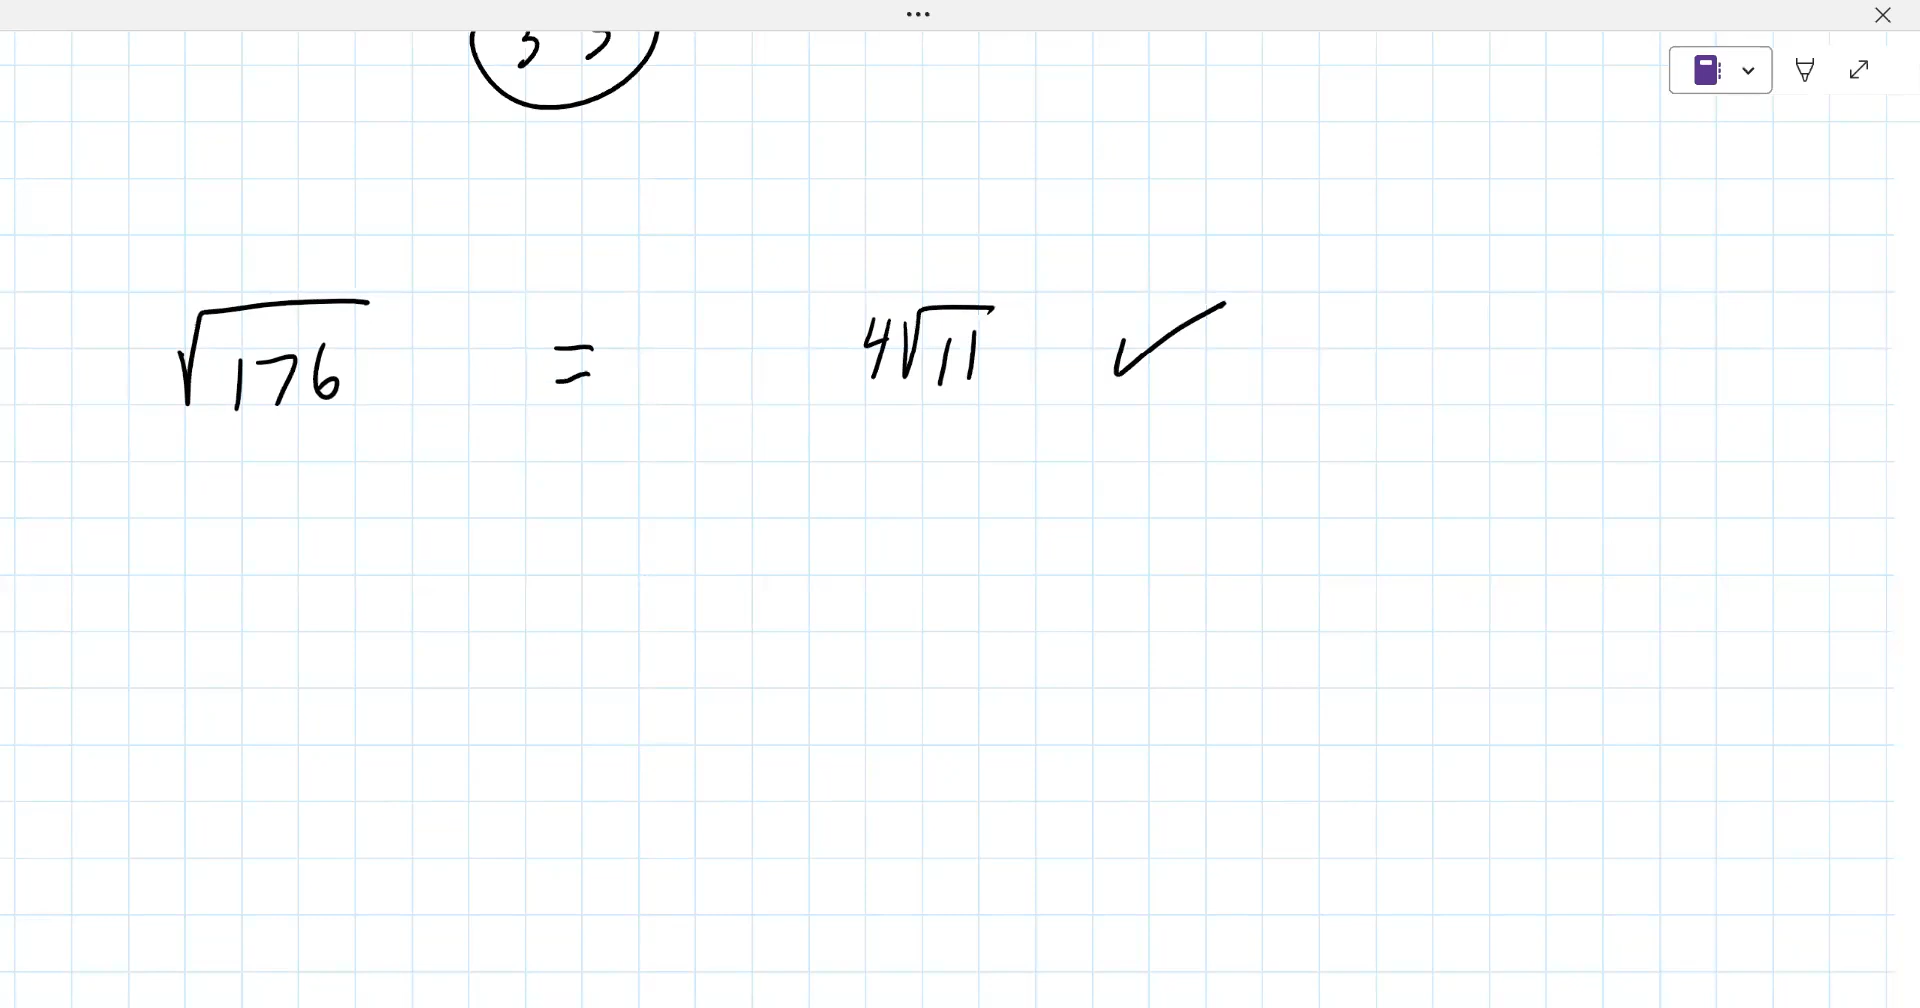 √176 = 4√11 ✓